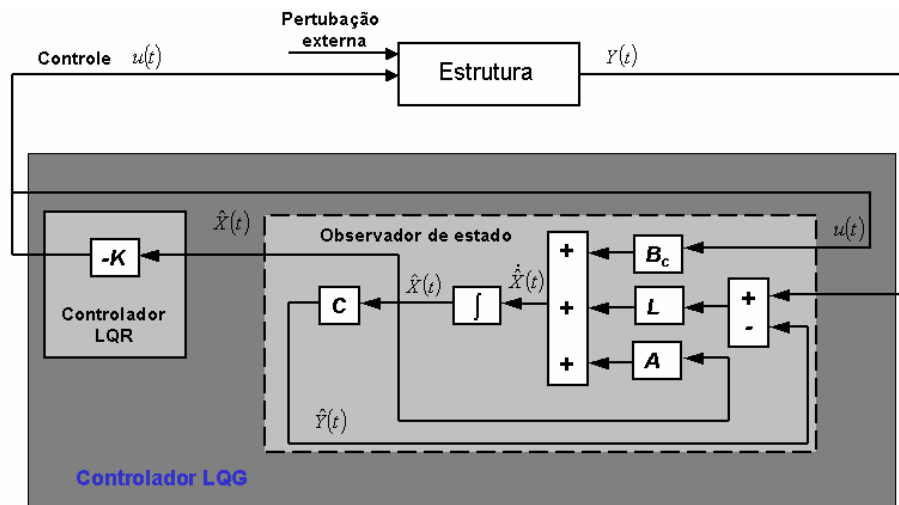 Pertubação
externa
Controle u(t)
Estrutura
Y(t)
X̂(t)
Observador de estado
u(t)
-K
Controlador
LQR
C
X̂(t)
∫
Ẋ̂(t)
+
+
+
B_c
L
A
+
-
Ŷ(t)
Controlador LQG